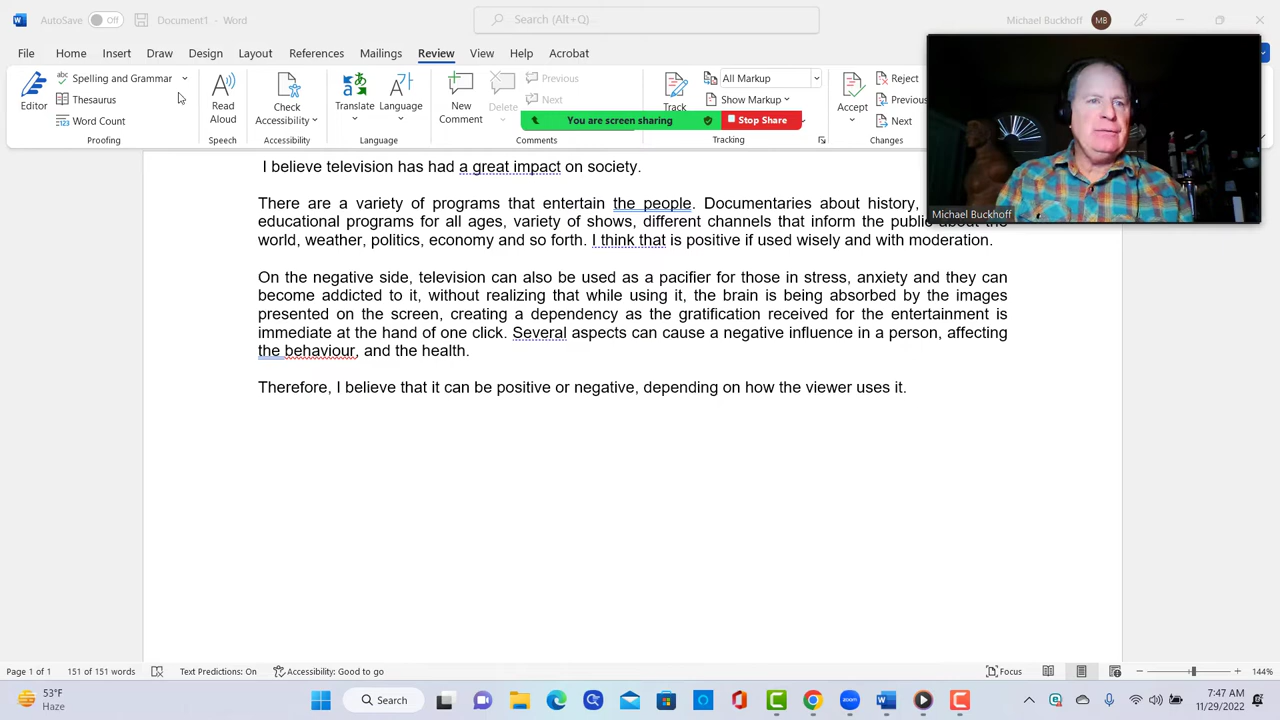 AutoSave Off Document1 - Word Search (Alt+Q) Michael Buckhoff MB
File Home Insert Draw Design Layout References Mailings Review View Help Acrobat
Editor
Spelling and Grammar
Thesaurus
Word Count
Proofing
Read Aloud
Speech
Check Accessibility
Accessibility
Translate
Language
Language
New Comment
Delete
Previous
Next
Comments
You are screen sharing Stop Share
Track
All Markup
Show Markup
Tracking
Accept
Reject
Previous
Next
Changes
Michael Buckhoff
I believe television has had a great impact on society.
There are a variety of programs that entertain the people. Documentaries about history,
educational programs for all ages, variety of shows, different channels that inform the public about the
world, weather, politics, economy and so forth. I think that is positive if used wisely and with moderation.
On the negative side, television can also be used as a pacifier for those in stress, anxiety and they can
become addicted to it, without realizing that while using it, the brain is being absorbed by the images
presented on the screen, creating a dependency as the gratification received for the entertainment is
immediate at the hand of one click. Several aspects can cause a negative influence in a person, affecting
the behaviour, and the health.
Therefore, I believe that it can be positive or negative, depending on how the viewer uses it.
Page 1 of 1 151 of 151 words Text Predictions: On Accessibility: Good to go Focus 144%
53°F
Haze
Search
zoom
7:47 AM
11/29/2022